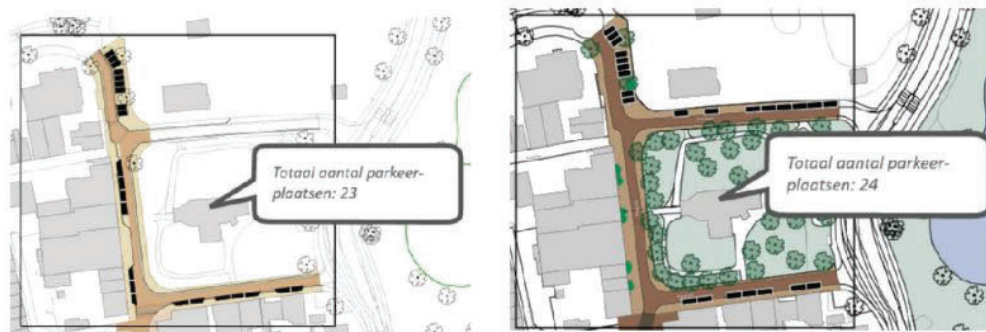 Totaal aantal parkeer-
plaatsen: 23
Totaal aantal parkeer-
plaatsen: 24